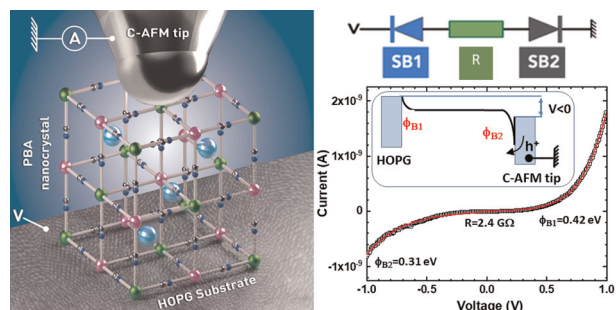 A
C-AFM tip
PBA
nanocrystal
V
HOPG Substrate
V
SB1
R
SB2
Current (A)
2x10⁻⁹
1x10⁻⁹
0
-1x10⁻⁹
V<0
ϕB1
ϕB2
h⁺
HOPG
C-AFM tip
R=2.4 GΩ
ϕB1=0.42 eV
ϕB2=0.31 eV
-1.0 -0.5 0.0 0.5 1.0
Voltage (V)